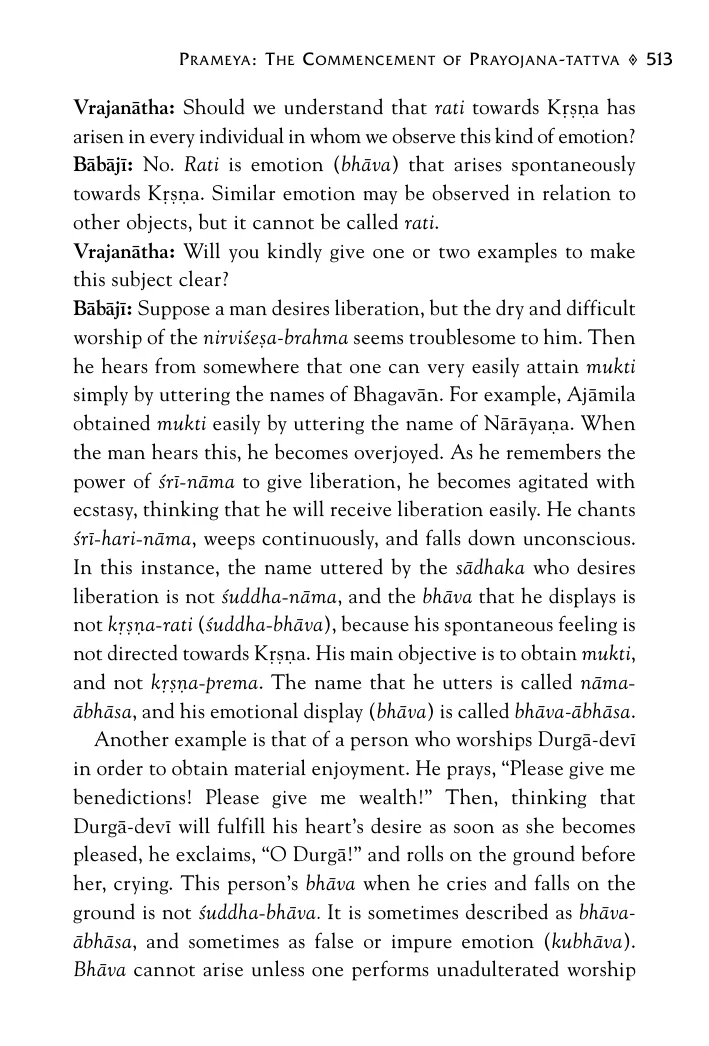 Prameya: The Commencement of Prayojana-tattva ◊ 513
Vrajanātha: Should we understand that rati towards Kṛṣṇa has
arisen in every individual in whom we observe this kind of emotion?
Bābājī: No. Rati is emotion (bhāva) that arises spontaneously
towards Kṛṣṇa. Similar emotion may be observed in relation to
other objects, but it cannot be called rati.
Vrajanātha: Will you kindly give one or two examples to make
this subject clear?
Bābājī: Suppose a man desires liberation, but the dry and difficult
worship of the nirviśeṣa-brahma seems troublesome to him. Then
he hears from somewhere that one can very easily attain mukti
simply by uttering the names of Bhagavān. For example, Ajāmila
obtained mukti easily by uttering the name of Nārāyaṇa. When
the man hears this, he becomes overjoyed. As he remembers the
power of śrī-nāma to give liberation, he becomes agitated with
ecstasy, thinking that he will receive liberation easily. He chants
śrī-hari-nāma, weeps continuously, and falls down unconscious.
In this instance, the name uttered by the sādhaka who desires
liberation is not śuddha-nāma, and the bhāva that he displays is
not kṛṣṇa-rati (śuddha-bhāva), because his spontaneous feeling is
not directed towards Kṛṣṇa. His main objective is to obtain mukti,
and not kṛṣṇa-prema. The name that he utters is called nāma-
ābhāsa, and his emotional display (bhāva) is called bhāva-ābhāsa.
Another example is that of a person who worships Durgā-devī
in order to obtain material enjoyment. He prays, “Please give me
benedictions! Please give me wealth!” Then, thinking that
Durgā-devī will fulfill his heart’s desire as soon as she becomes
pleased, he exclaims, “O Durgā!” and rolls on the ground before
her, crying. This person’s bhāva when he cries and falls on the
ground is not śuddha-bhāva. It is sometimes described as bhāva-
ābhāsa, and sometimes as false or impure emotion (kubhāva).
Bhāva cannot arise unless one performs unadulterated worship